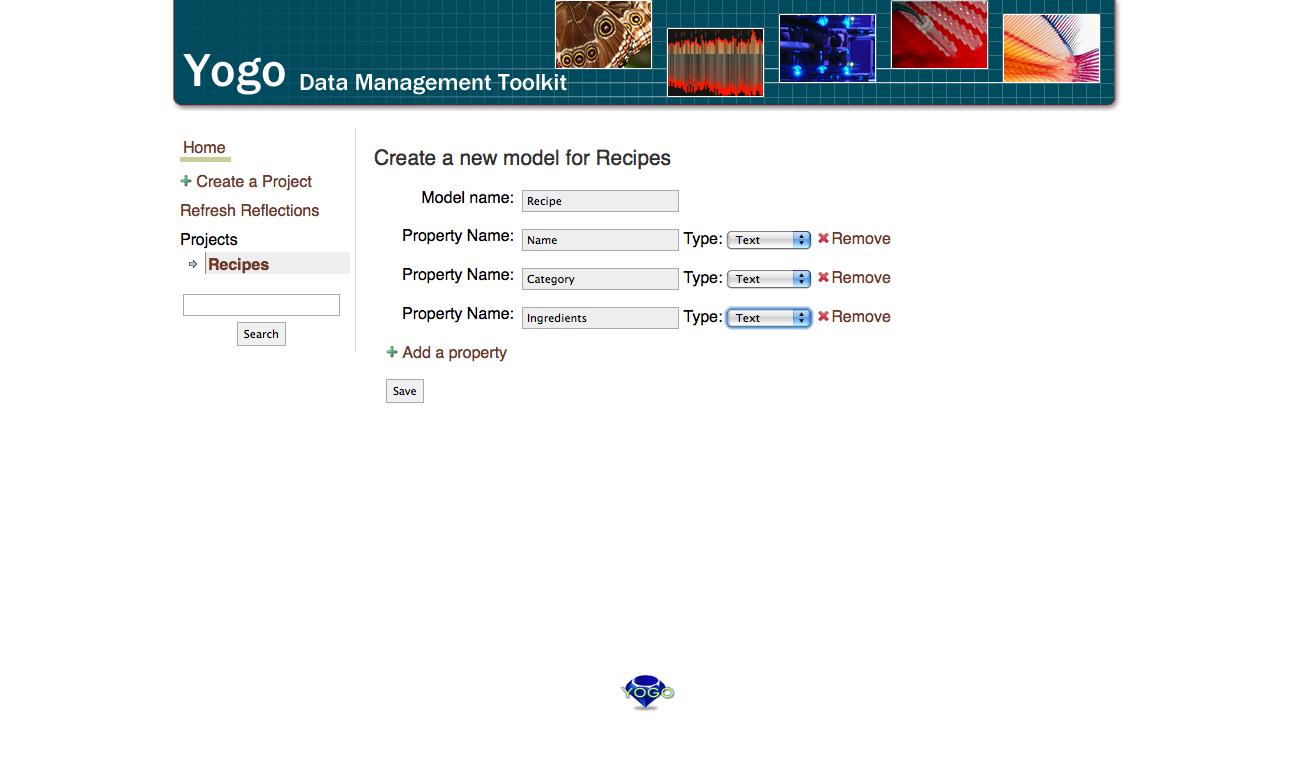 Yogo Data Management Toolkit
Home
Create a Project
Refresh Reflections
Projects
Recipes
Search
Create a new model for Recipes
Model name: Recipe
Property Name: Name Type: Text Remove
Property Name: Category Type: Text Remove
Property Name: Ingredients Type: Text Remove
Add a property
Save
YOGO